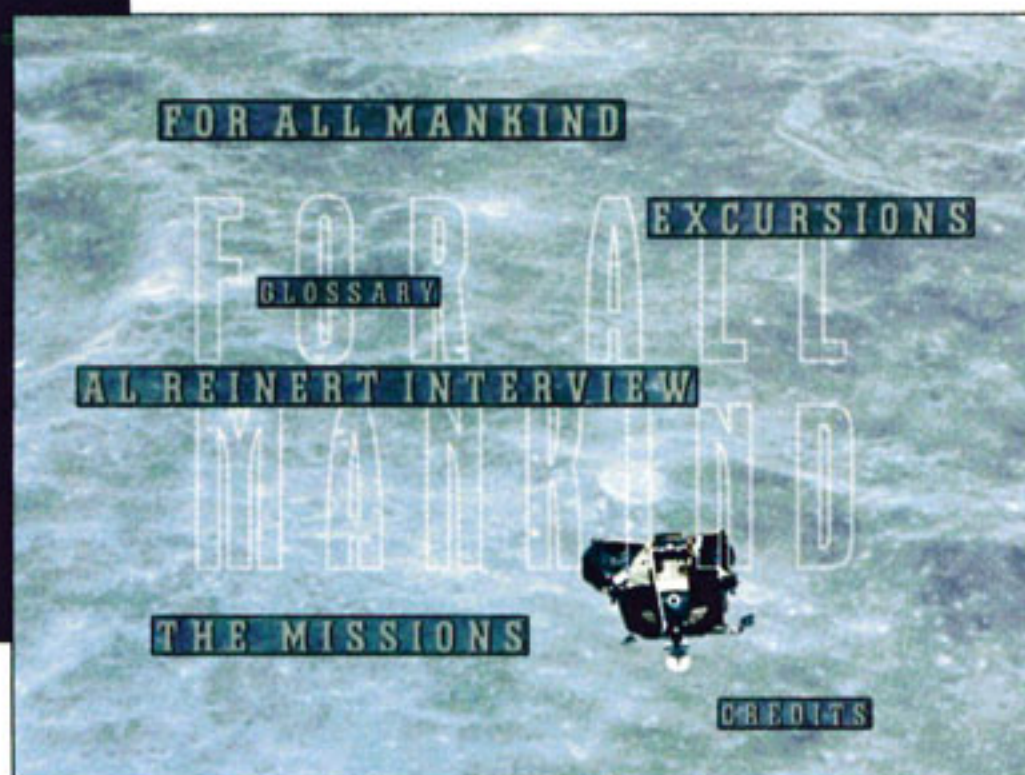 FOR ALL MANKIND
EXCURSIONS
FOR ALL
GLOSSARY
AL REINERT INTERVIEW
MANKIND
THE MISSIONS
CREDITS